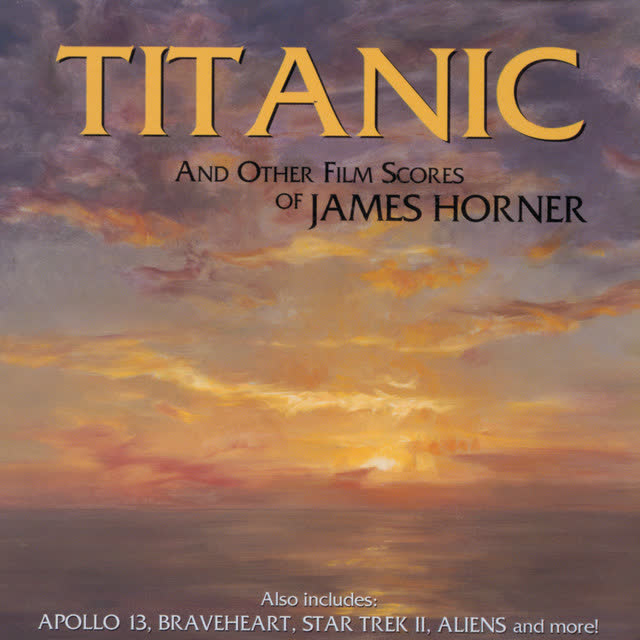 TITANIC
AND OTHER FILM SCORES
OF JAMES HORNER
Also includes:
APOLLO 13, BRAVEHEART, STAR TREK II, ALIENS and more!